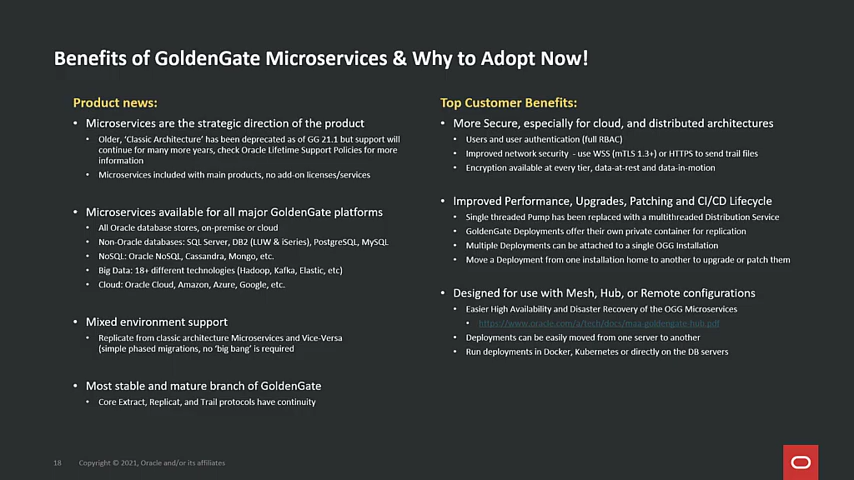 Benefits of GoldenGate Microservices & Why to Adopt Now!
Product news:
• Microservices are the strategic direction of the product
• Older, 'Classic Architecture' has been deprecated as of GG 21.1 but support will
continue for many more years, check Oracle Lifetime Support Policies for more
information
• Microservices included with main products, no add-on licenses/services
• Microservices available for all major GoldenGate platforms
• All Oracle database stores, on-premise or cloud
• Non-Oracle databases: SQL Server, DB2 (LUW & iSeries), PostgreSQL, MySQL
• NoSQL: Oracle NoSQL, Cassandra, Mongo, etc.
• Big Data: 18+ different technologies (Hadoop, Kafka, Elastic, etc)
• Cloud: Oracle Cloud, Amazon, Azure, Google, etc.
• Mixed environment support
• Replicate from classic architecture Microservices and Vice-Versa
(simple phased migrations, no 'big bang' is required
• Most stable and mature branch of GoldenGate
• Core Extract, Replicat, and Trail protocols have continuity
Top Customer Benefits:
• More Secure, especially for cloud, and distributed architectures
• Users and user authentication (full RBAC)
• Improved network security - use WSS (mTLS 1.3+) or HTTPS to send trail files
• Encryption available at every tier, data-at-rest and data-in-motion
• Improved Performance, Upgrades, Patching and CI/CD Lifecycle
• Single threaded Pump has been replaced with a multithreaded Distribution Service
• GoldenGate Deployments offer their own private container for replication
• Multiple Deployments can be attached to a single OGG Installation
• Move a Deployment from one installation home to another to upgrade or patch them
• Designed for use with Mesh, Hub, or Remote configurations
• Easier High Availability and Disaster Recovery of the OGG Microservices
• https://www.oracle.com/a/tech/docs/maa-goldengate-hub.pdf
• Deployments can be easily moved from one server to another
• Run deployments in Docker, Kubernetes or directly on the DB servers
18 Copyright © 2021, Oracle and/or its affiliates